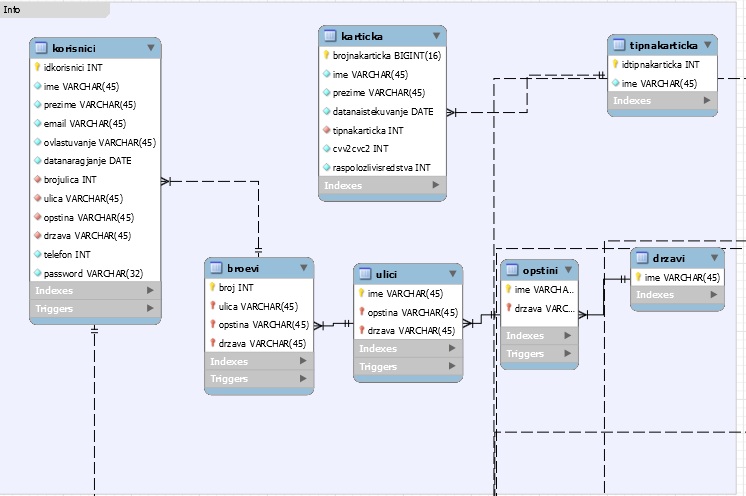 Info
korisnici
idkorisnici INT
ime VARCHAR(45)
prezime VARCHAR(45)
email VARCHAR(45)
ovlastuvanje VARCHAR(45)
datanaragjanje DATE
brojulica INT
ulica VARCHAR(45)
opstina VARCHAR(45)
drzava VARCHAR(45)
telefon INT
password VARCHAR(32)
Indexes
Triggers
karticka
brojnakarticka BIGINT(16)
ime VARCHAR(45)
prezime VARCHAR(45)
datanaistekuvanje DATE
tipnakarticka INT
cvv2cvc2 INT
raspolozlivisredstva INT
Indexes
tipnakarticka
idtipnakarticka INT
ime VARCHAR(45)
Indexes
broevi
broj INT
ulica VARCHAR(45)
opstina VARCHAR(45)
drzava VARCHAR(45)
Indexes
Triggers
ulici
ime VARCHAR(45)
opstina VARCHAR(45)
drzava VARCHAR(45)
Indexes
Triggers
opstini
ime VARCHA...
drzava VARC...
Indexes
Triggers
drzavi
ime VARCHAR(45)
Indexes